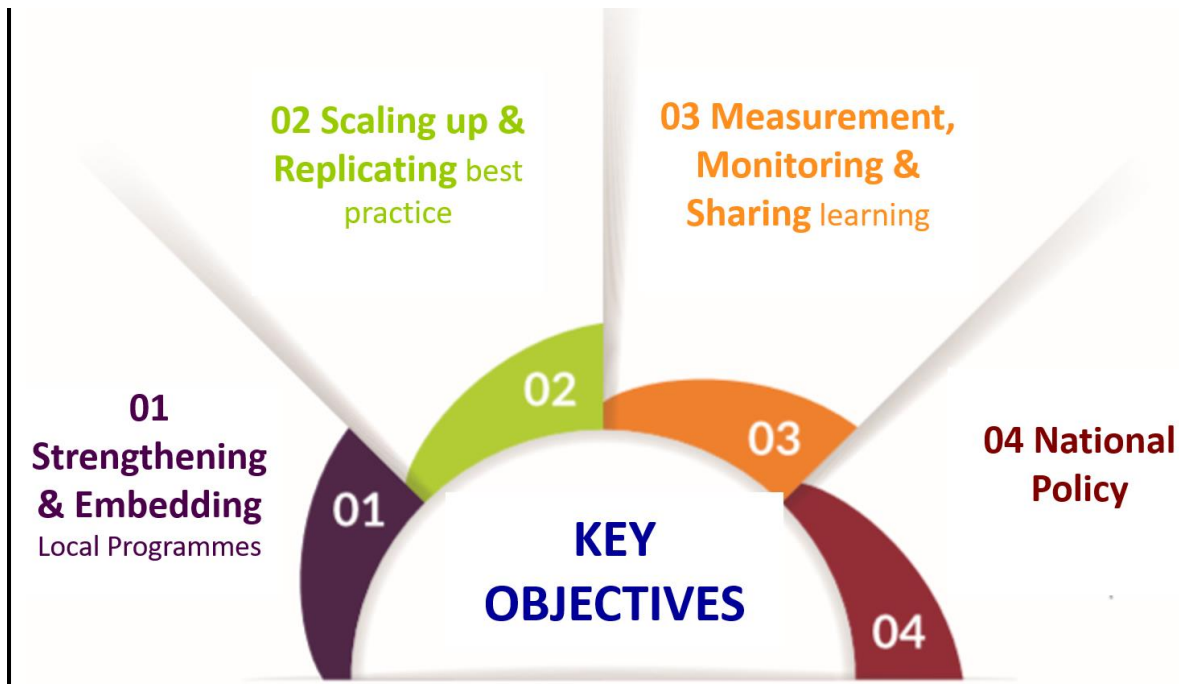 02 Scaling up &
Replicating best
practice
03 Measurement,
Monitoring &
Sharing learning
01
Strengthening
& Embedding
Local Programmes
04 National
Policy
01
02
03
04
KEY
OBJECTIVES